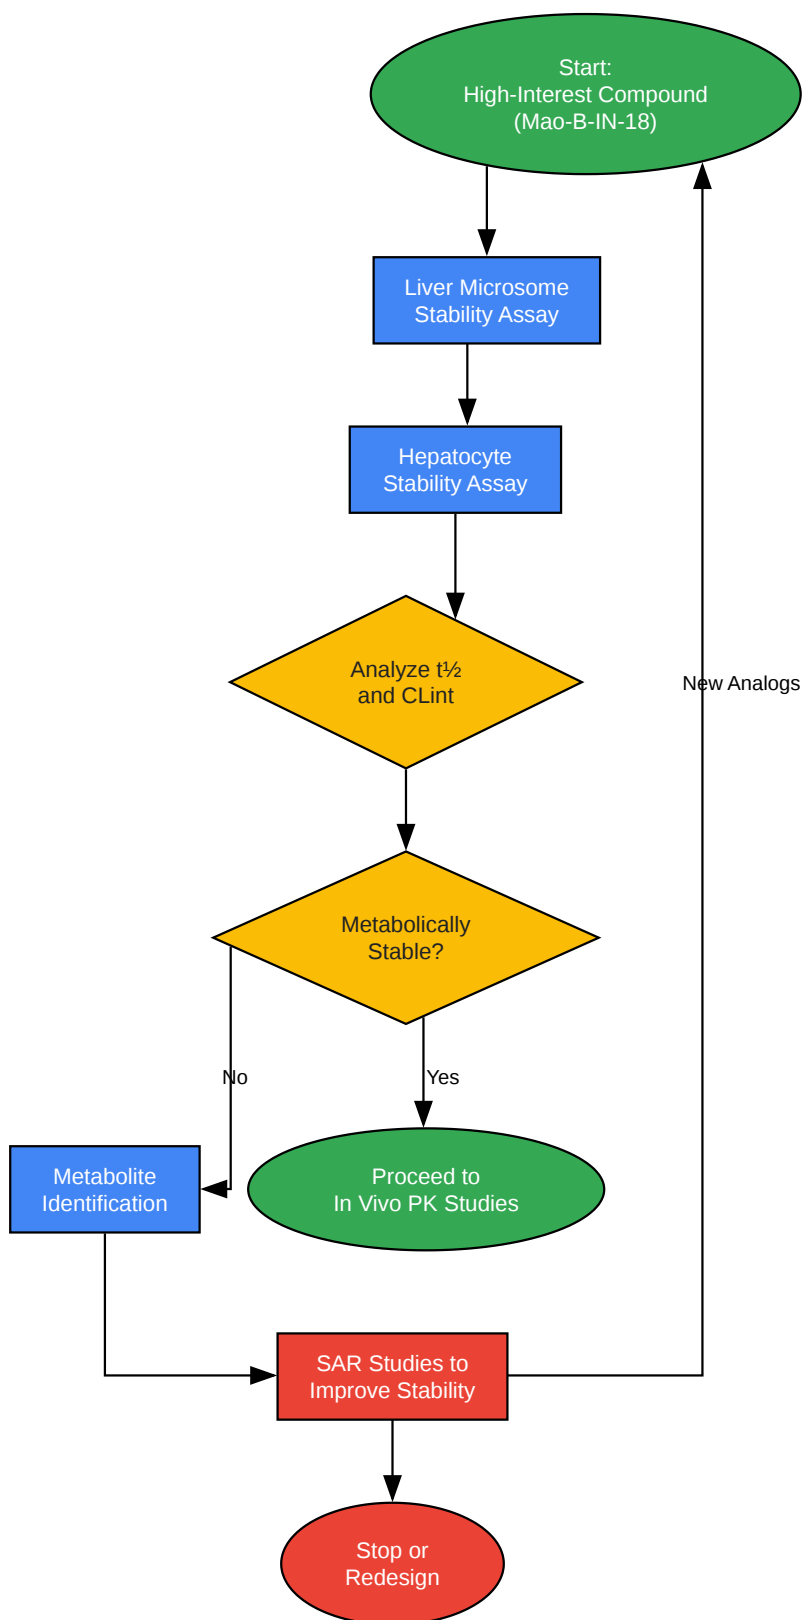 Start:
High-Interest Compound
(Mao-B-IN-18)
Liver Microsome
Stability Assay
Hepatocyte
Stability Assay
Analyze t½
and CLint
New Analogs
Metabolically
Stable?
No
Yes
Metabolite
Identification
Proceed to
In Vivo PK Studies
SAR Studies to
Improve Stability
Stop or
Redesign